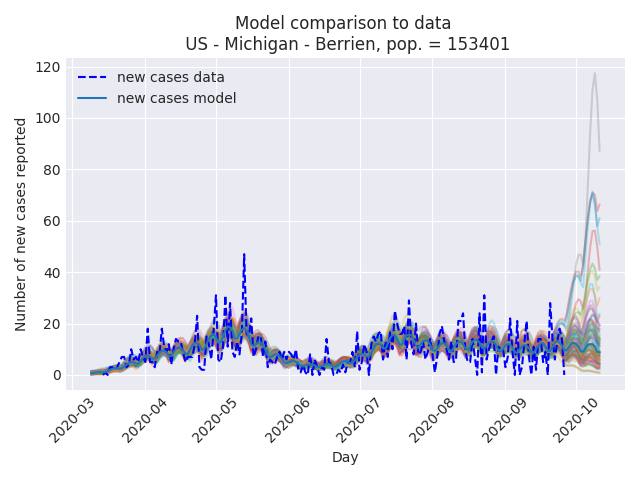 Model comparison to data
US - Michigan - Berrien, pop. = 153401
Number of new cases reported
120
100
80
60
40
20
0
new cases data
new cases model
2020-03
2020-04
2020-05
2020-06
2020-07
2020-08
2020-09
2020-10
Day